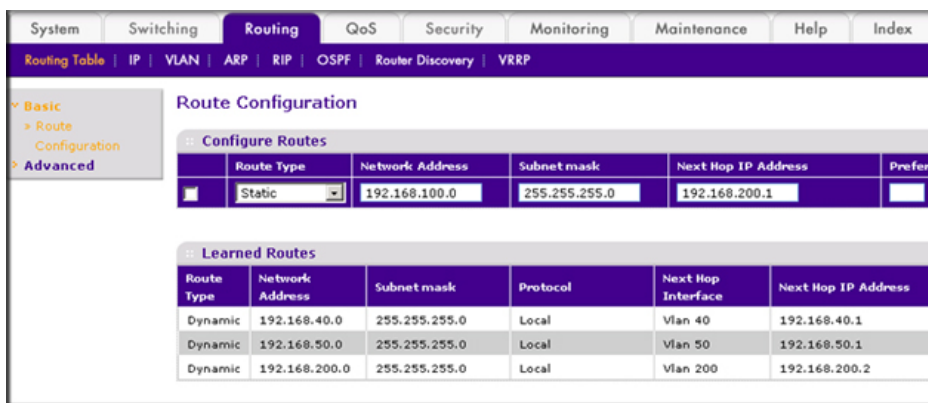 System Switching Routing QoS Security Monitoring Maintenance Help Index
Routing Table | IP | VLAN | ARP | RIP | OSPF | Router Discovery | VRRP
Basic
» Route
Configuration
Advanced
Route Configuration
Configure Routes
Route Type Network Address Subnet mask Next Hop IP Address Prefer
Static 192.168.100.0 255.255.255.0 192.168.200.1
Learned Routes
Route Type Network Address Subnet mask Protocol Next Hop Interface Next Hop IP Address
Dynamic 192.168.40.0 255.255.255.0 Local Vlan 40 192.168.40.1
Dynamic 192.168.50.0 255.255.255.0 Local Vlan 50 192.168.50.1
Dynamic 192.168.200.0 255.255.255.0 Local Vlan 200 192.168.200.2